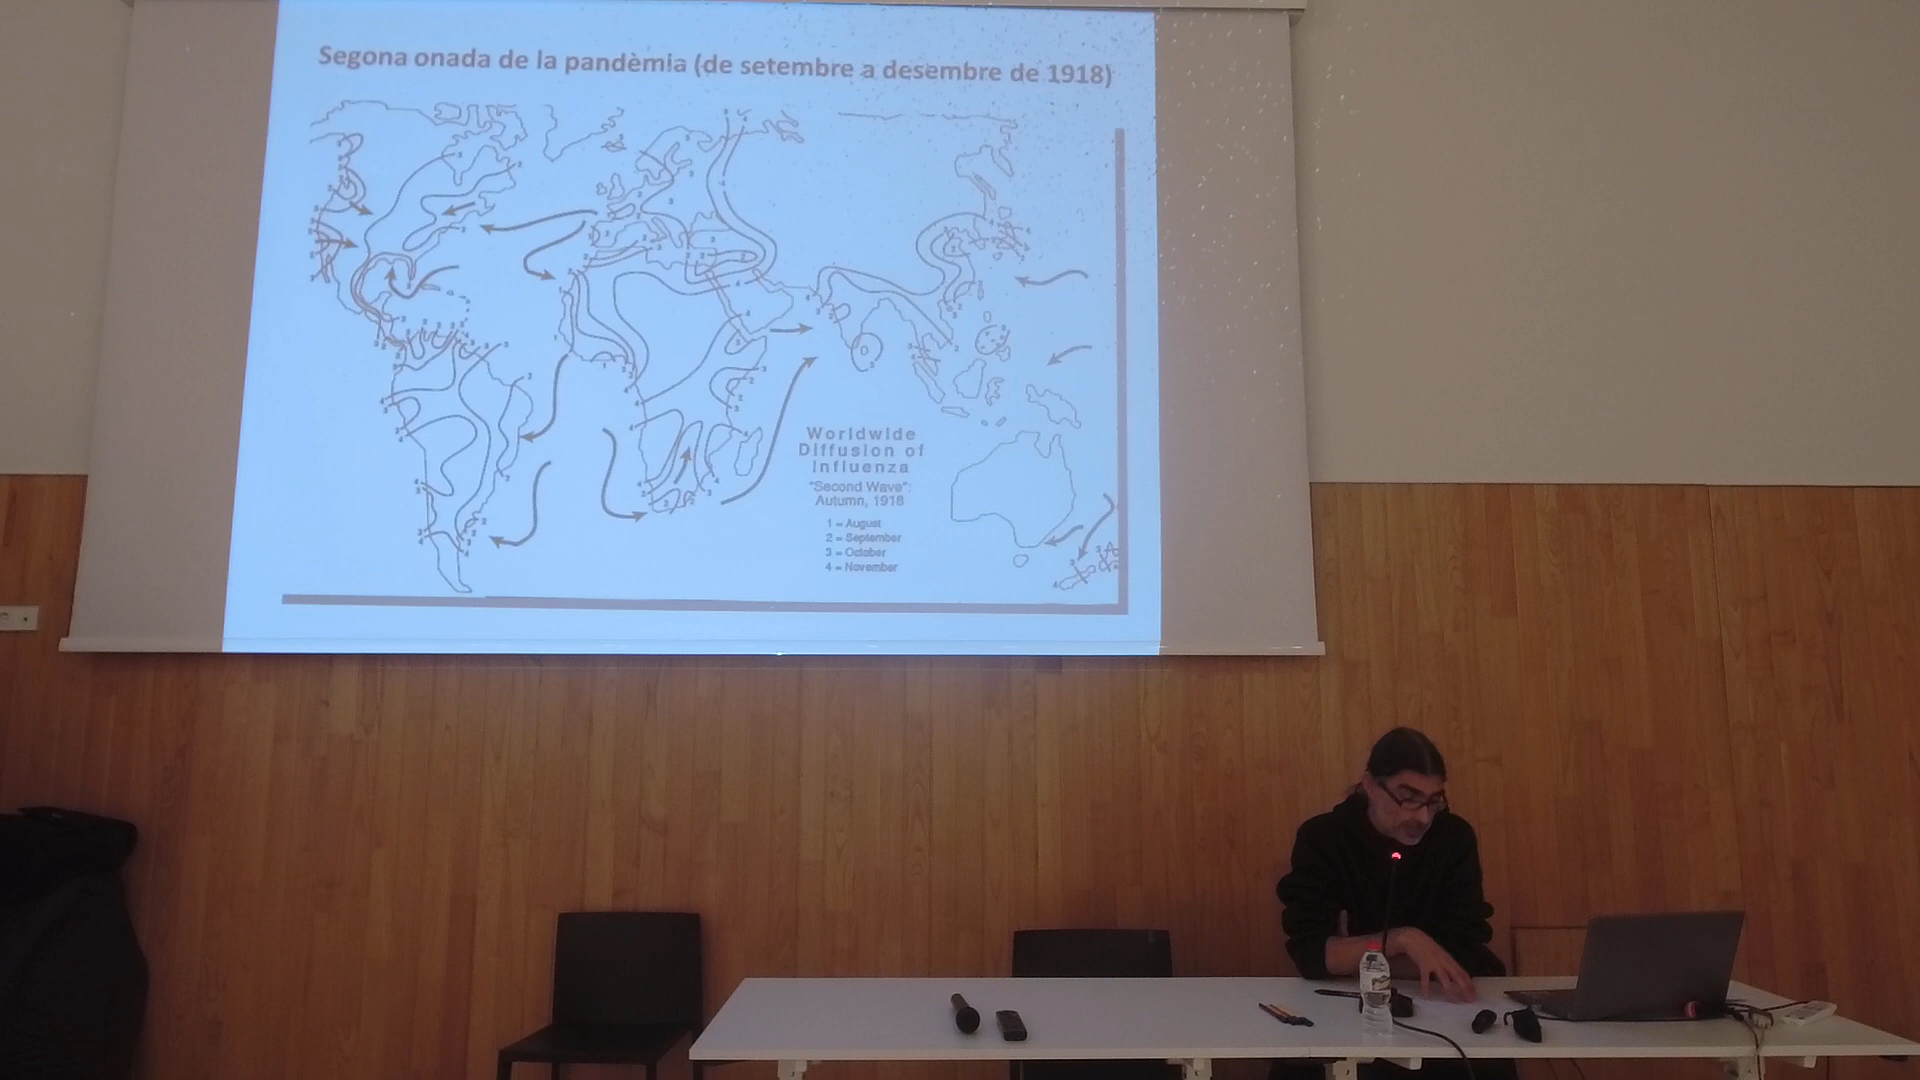 Segona onada de la pandèmia (de setembre a desembre de 1918)
Worldwide
Diffusion of
Influenza
"Second Wave":
Autumn, 1918
1 = August
2 = September
3 = October
4 = November